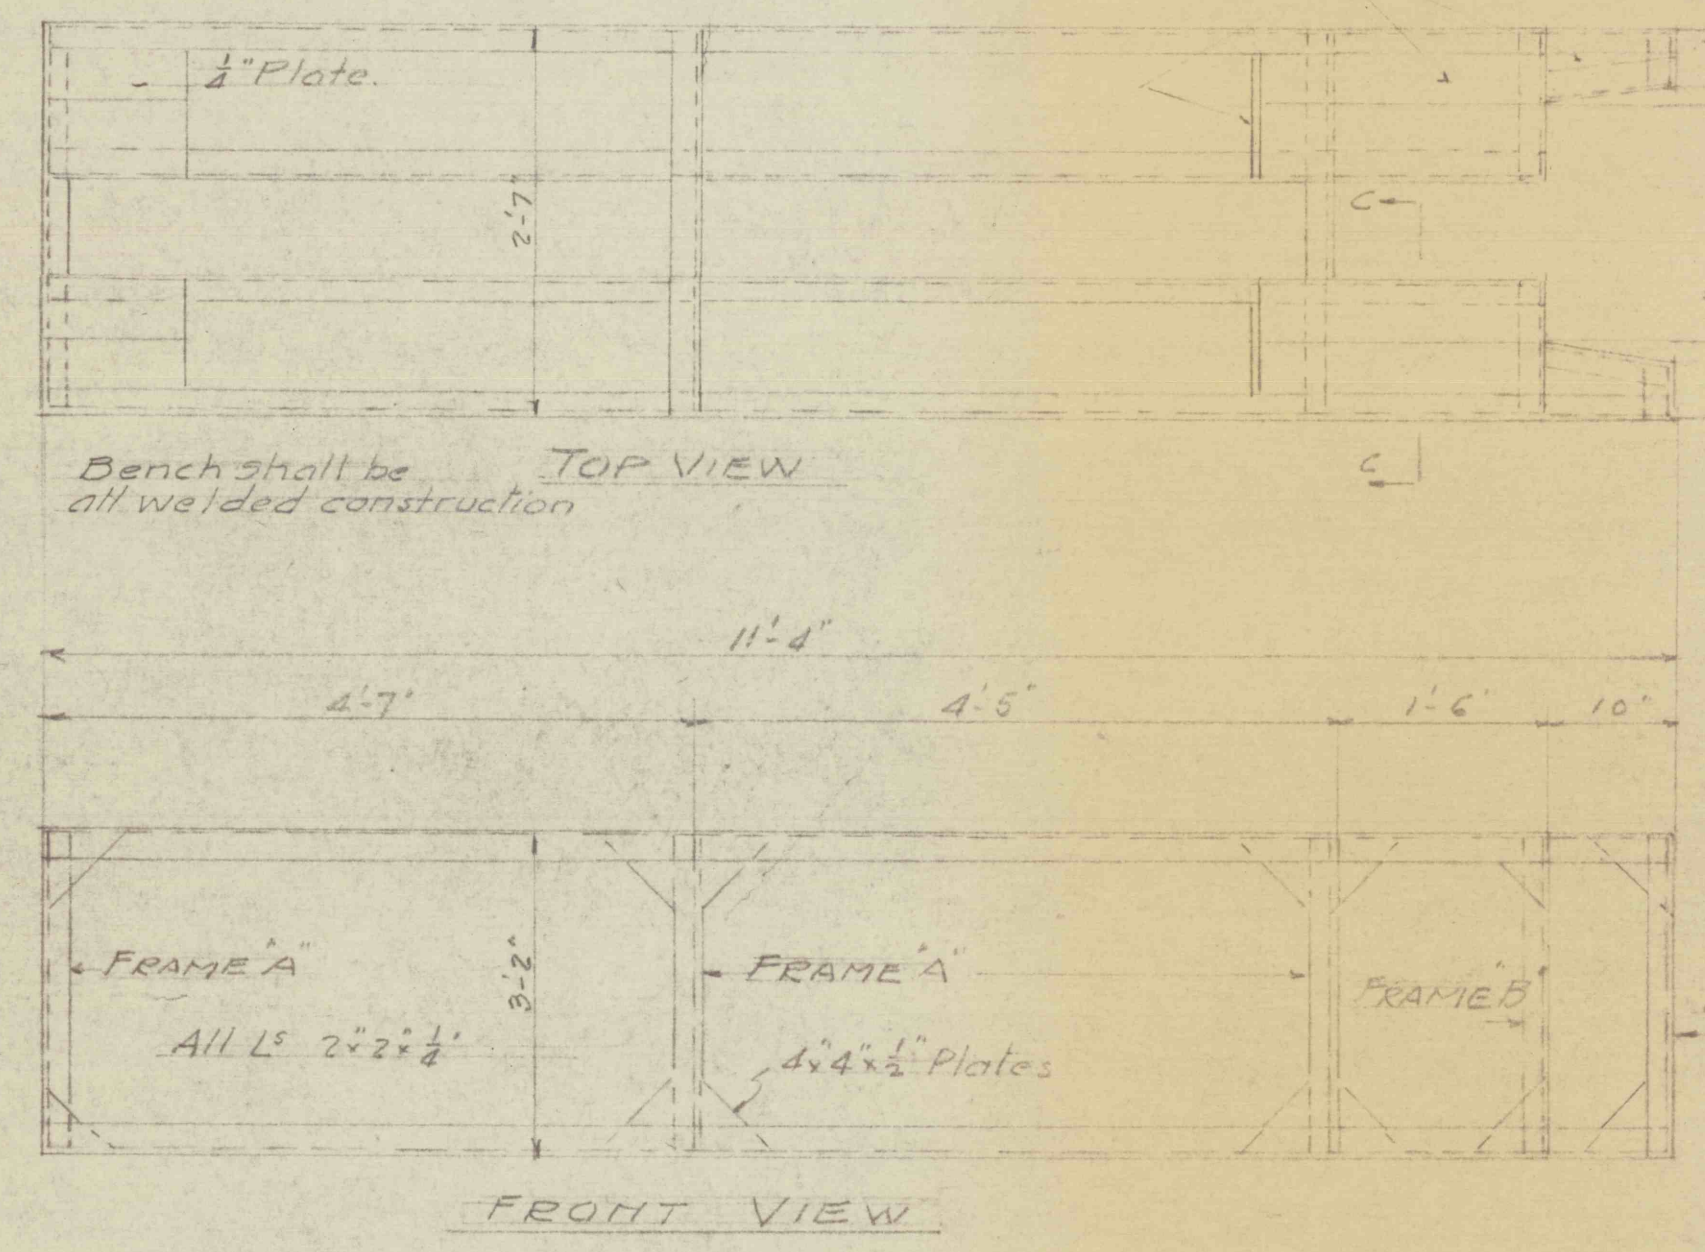 1/4" Plate.
2'-7"
C
C
Bench shall be
all welded construction
TOP VIEW
11'-4"
4'-7"
4'-5"
1'-6"
10"
FRAME "A"
3'-2"
FRAME "A"
FRAME "B
All Ls 2"x2"x1/4"
4"x4"x1/2" Plates
FRONT VIEW